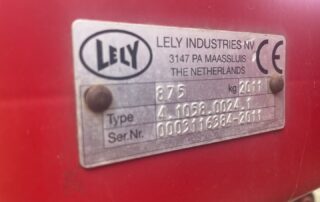 LELY
LELY INDUSTRIES NV
3147 PA MAASSLUIS
THE NETHERLANDS
CE
875 kg 2011
Type 4.1058.0024.1
Ser.Nr. 0003116384-2011